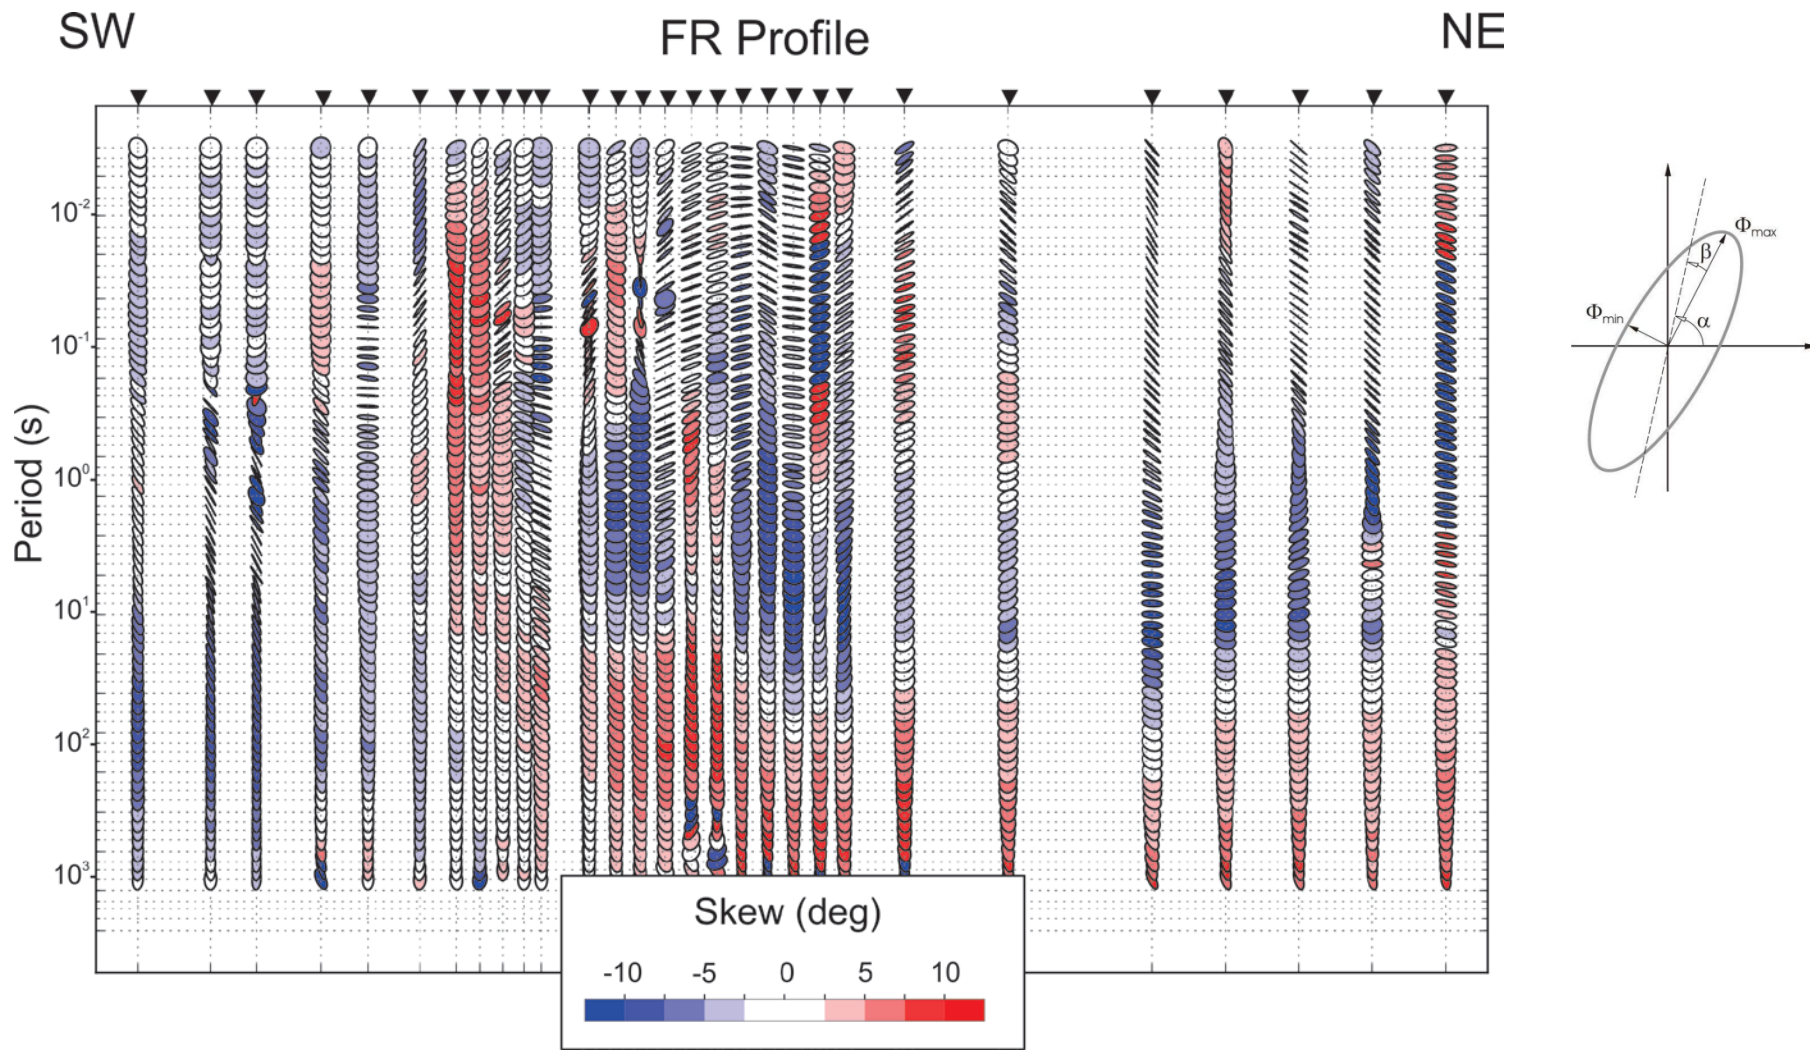 SW FR Profile NE
Period (s)
10-2
10-1
100
101
102
103
Φmax
β
Φmin
α
Skew (deg)
-10 -5 0 5 10